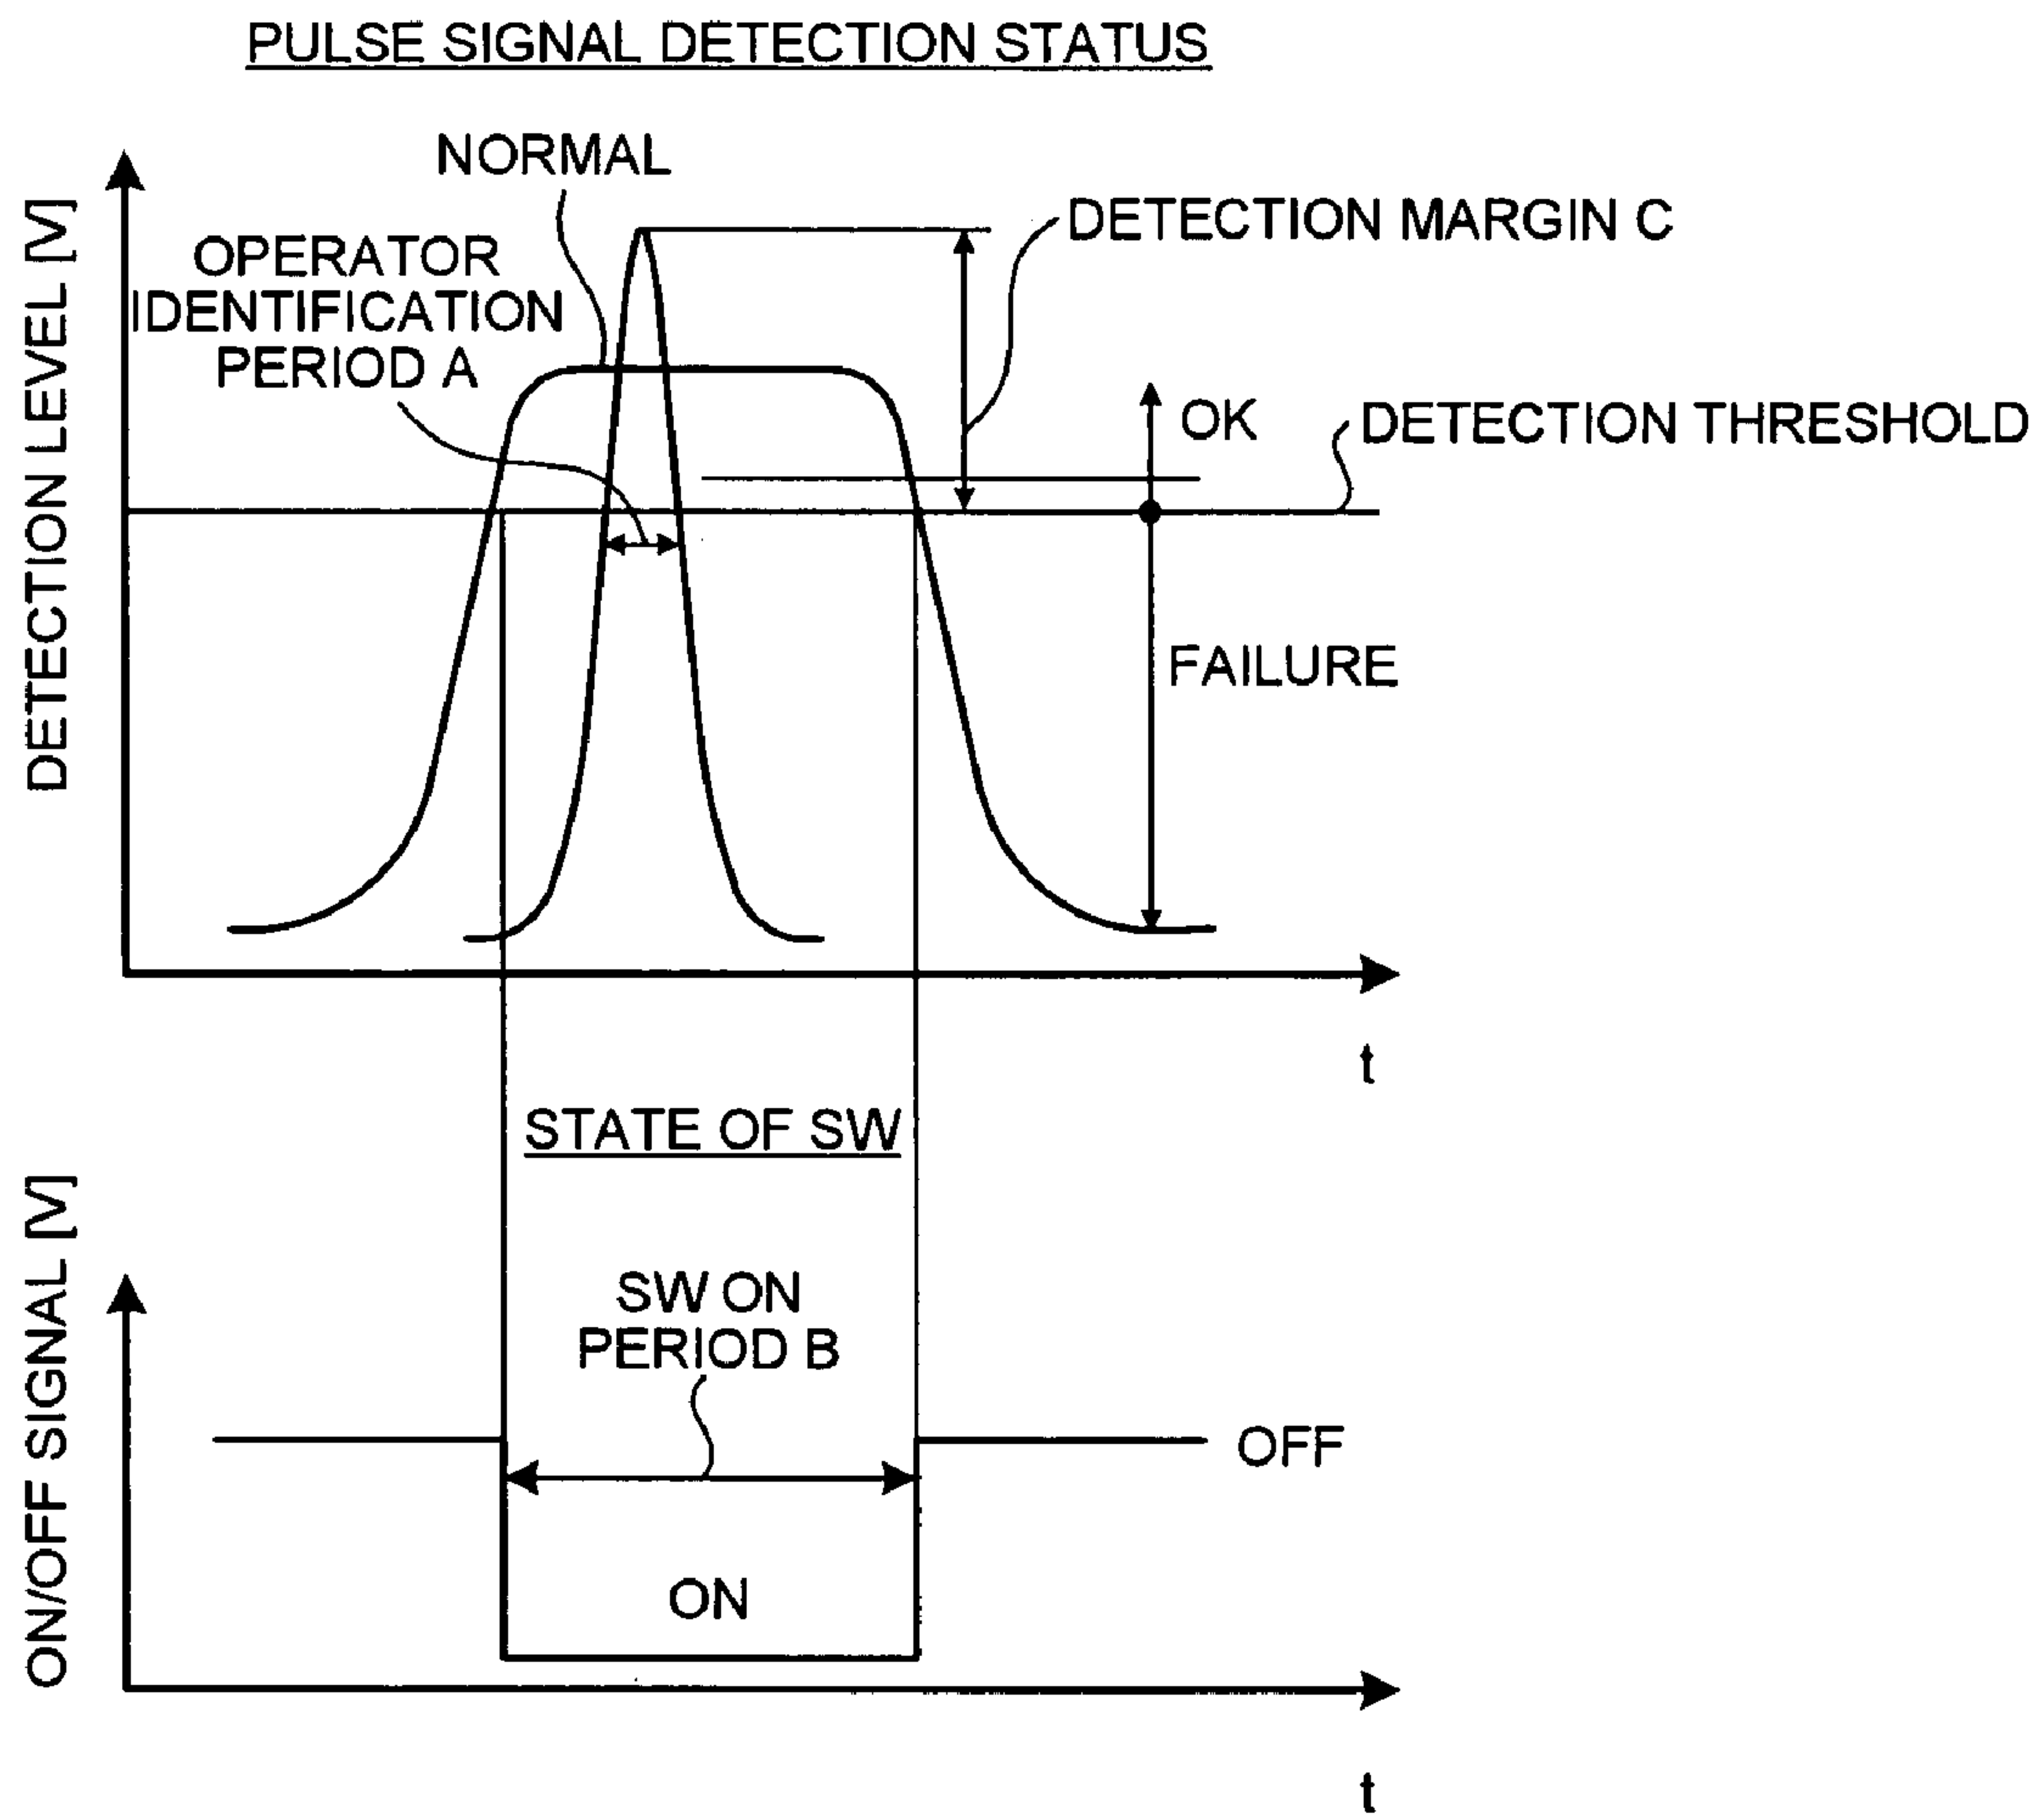 PULSE SIGNAL DETECTION STATUS
DETECTION LEVEL [V]
NORMAL
OPERATOR
IDENTIFICATION
PERIOD A
DETECTION MARGIN C
OK
DETECTION THRESHOLD
FAILURE
t
STATE OF SW
ON/OFF SIGNAL [V]
SW ON
PERIOD B
OFF
ON
t